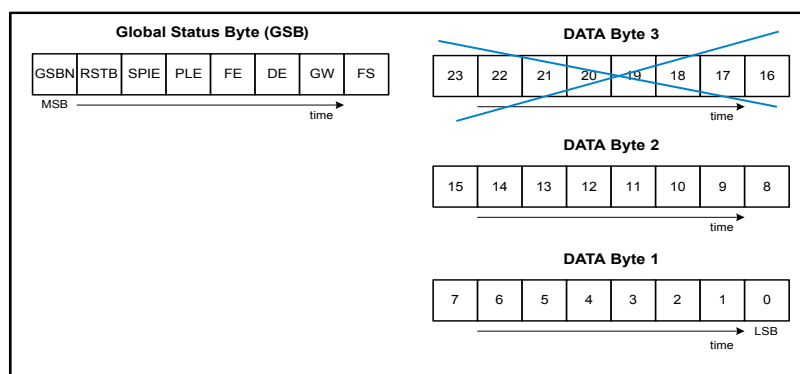 Global Status Byte (GSB)
GSBN RSTB SPIE PLE FE DE GW FS
MSB
time
DATA Byte 3
23 22 21 20 19 18 17 16
time
DATA Byte 2
15 14 13 12 11 10 9 8
time
DATA Byte 1
7 6 5 4 3 2 1 0
LSB
time